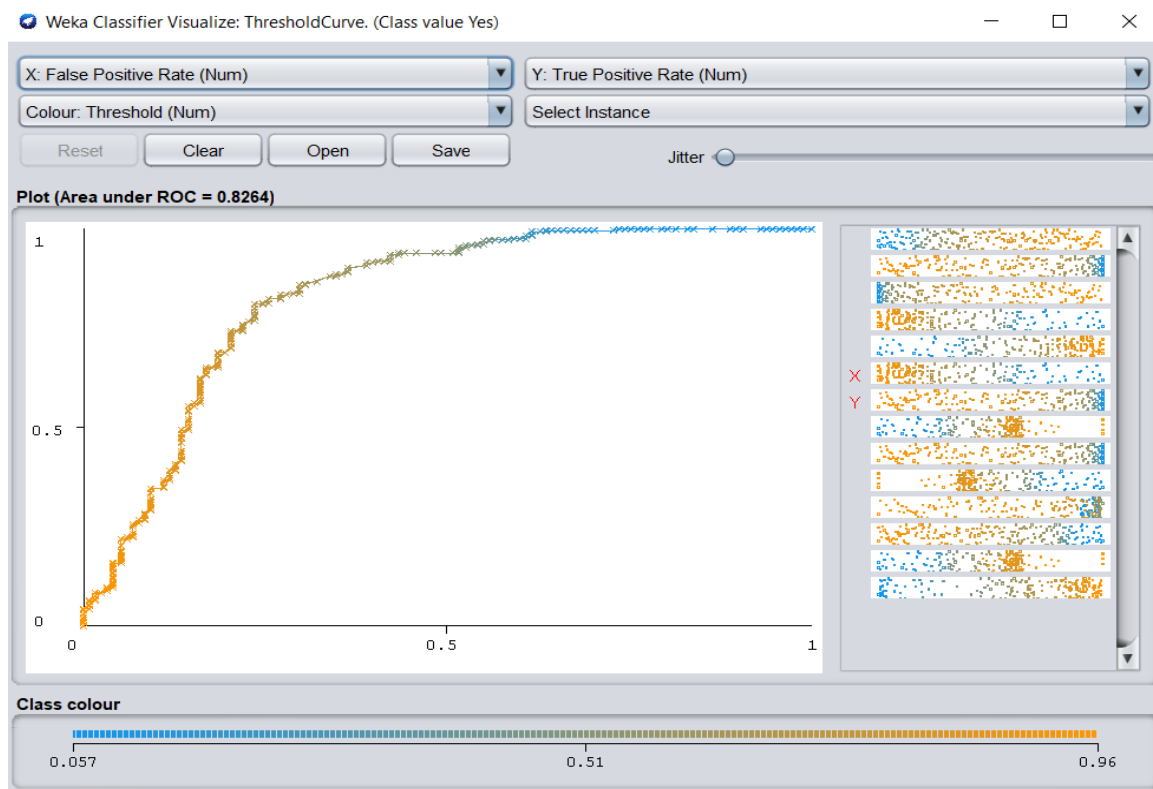 Weka Classifier Visualize: ThresholdCurve. (Class value Yes)
X: False Positive Rate (Num)
Y: True Positive Rate (Num)
Colour: Threshold (Num)
Select Instance
Reset
Clear
Open
Save
Jitter
Plot (Area under ROC = 0.8264)
1
0.5
0
0
0.5
1
X
Y
Class colour
0.057
0.51
0.96